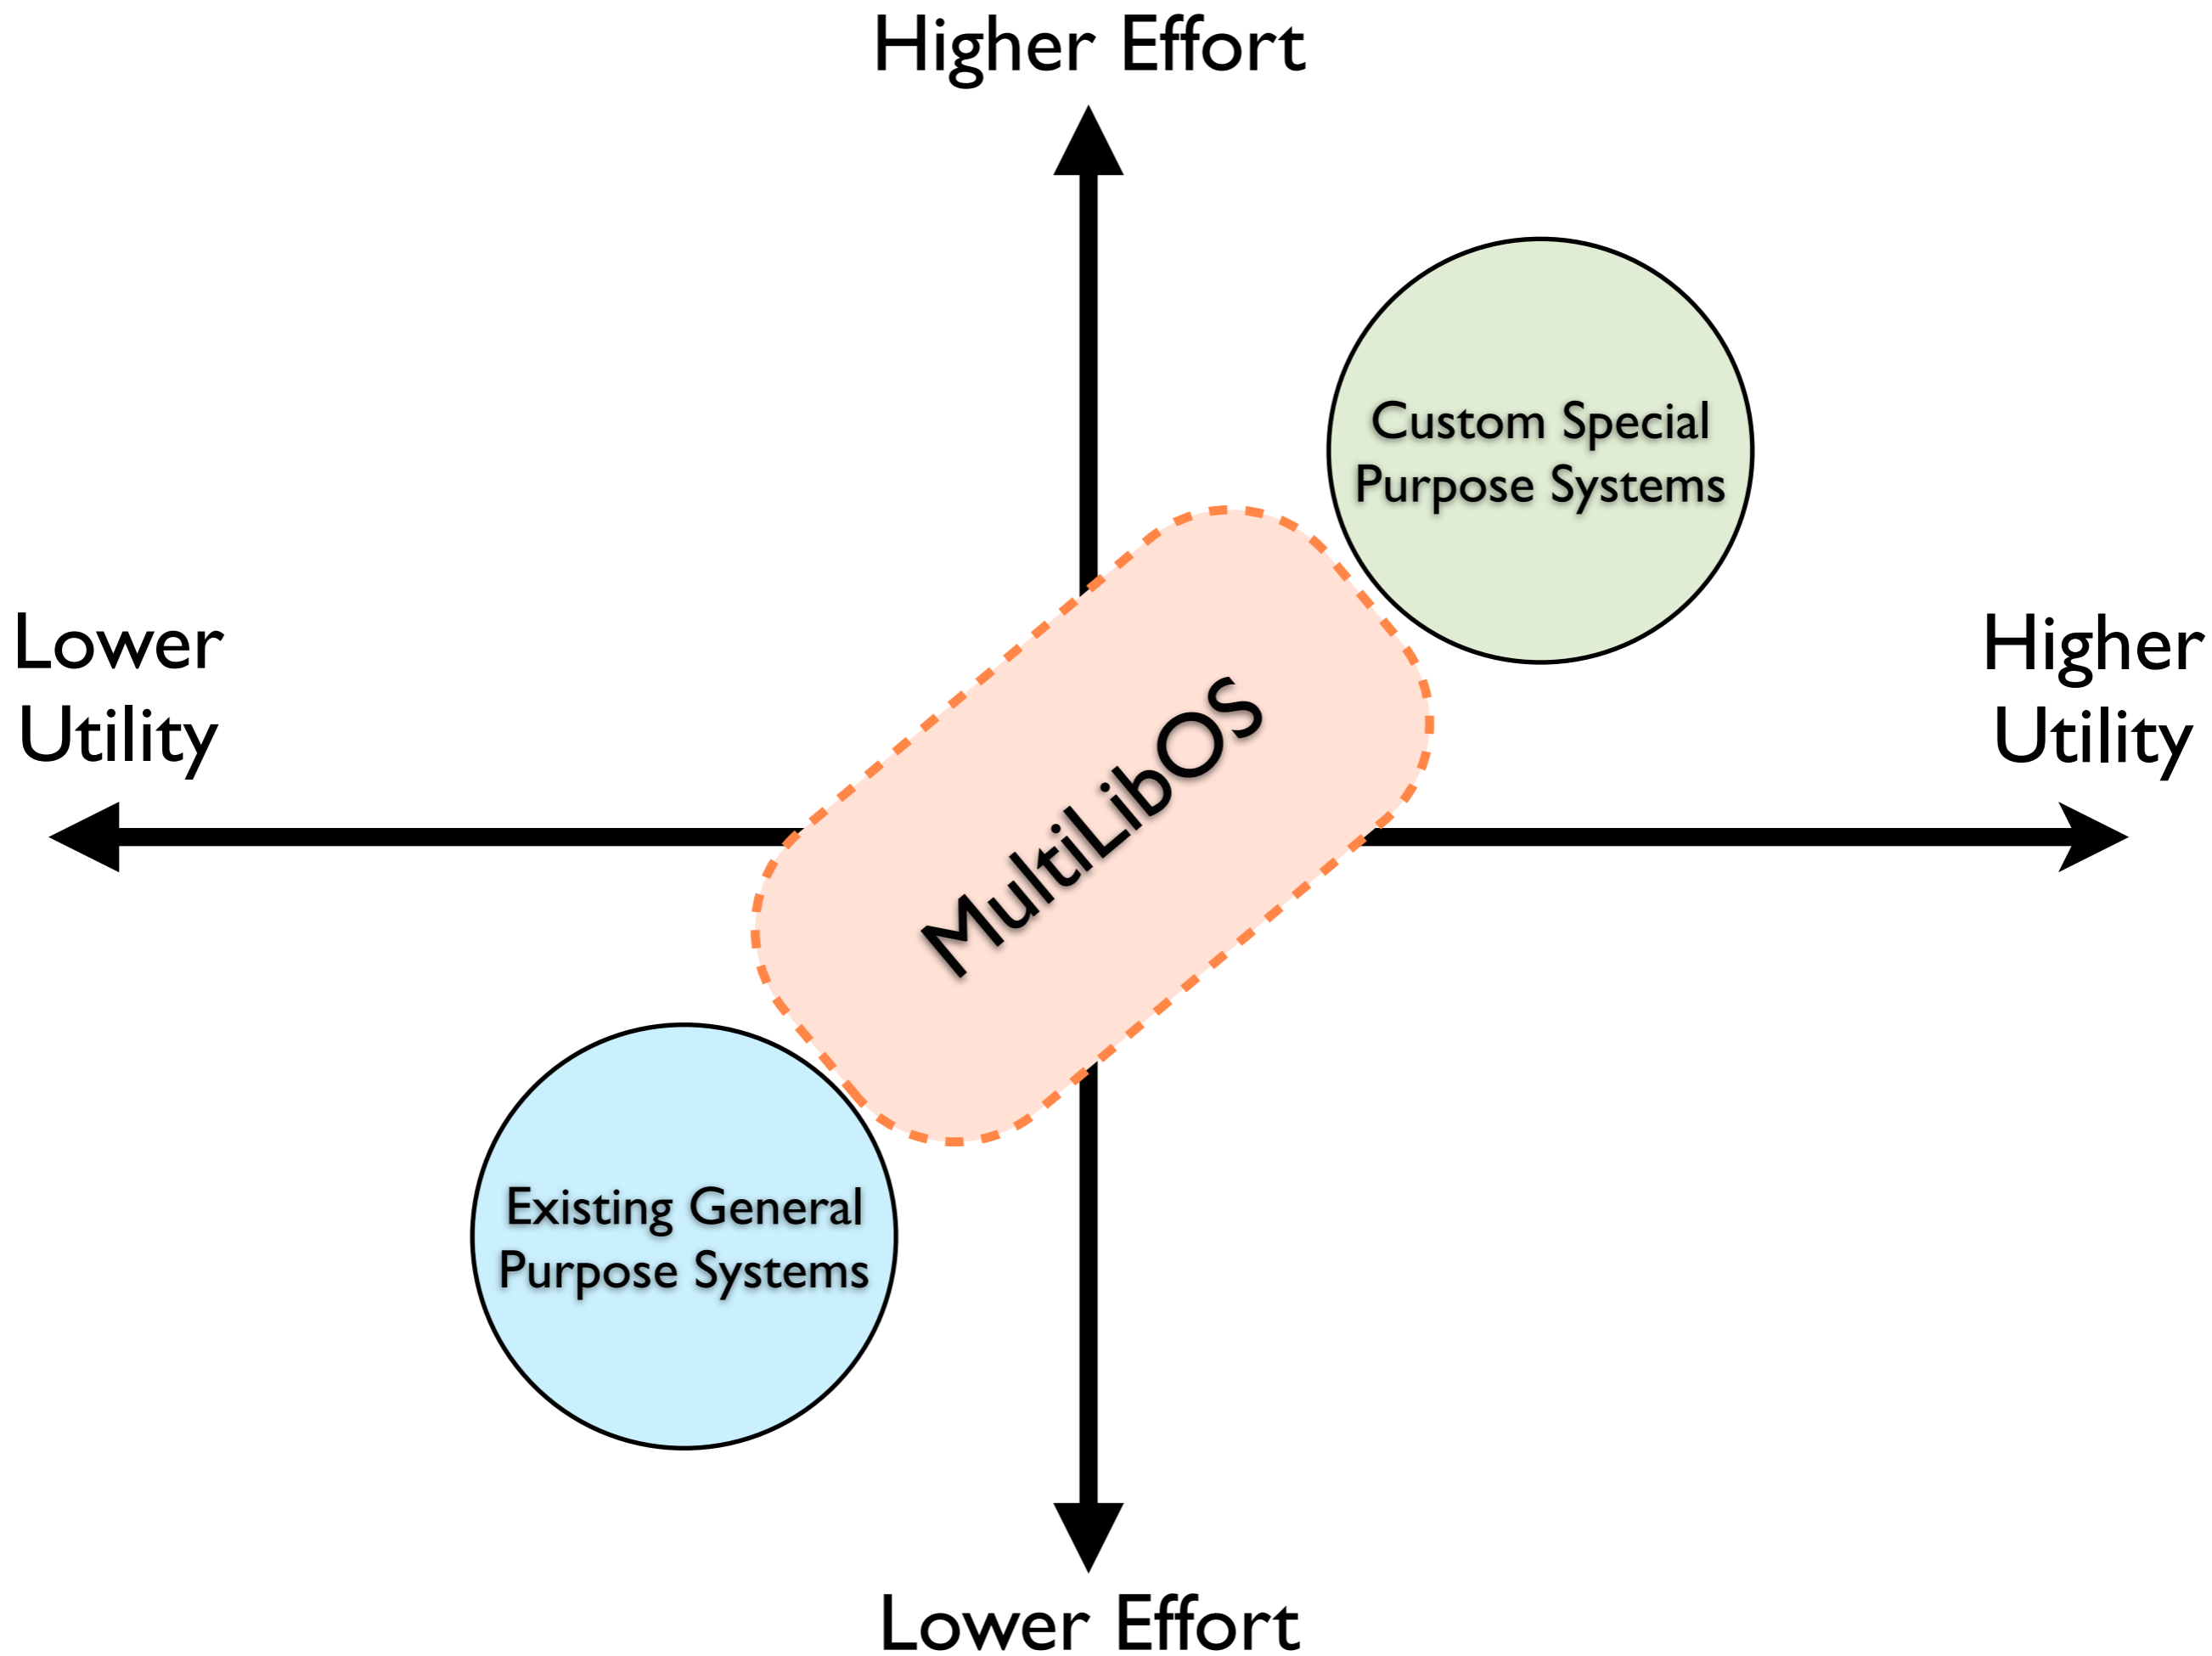 Higher Effort
Custom Special
Purpose Systems
Lower
Utility
Higher
Utility
MultiLibOS
Existing General
Purpose Systems
Lower Effort